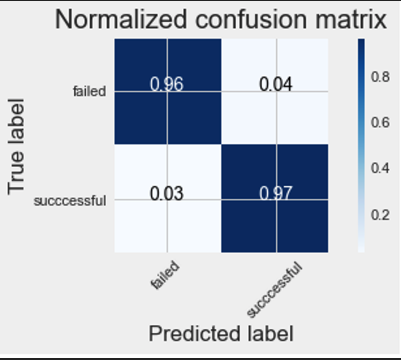 Normalized confusion matrix
True label
failed
succcessful
0.96
0.04
0.03
0.97
0.8
0.6
0.4
0.2
failed
succcessful
Predicted label